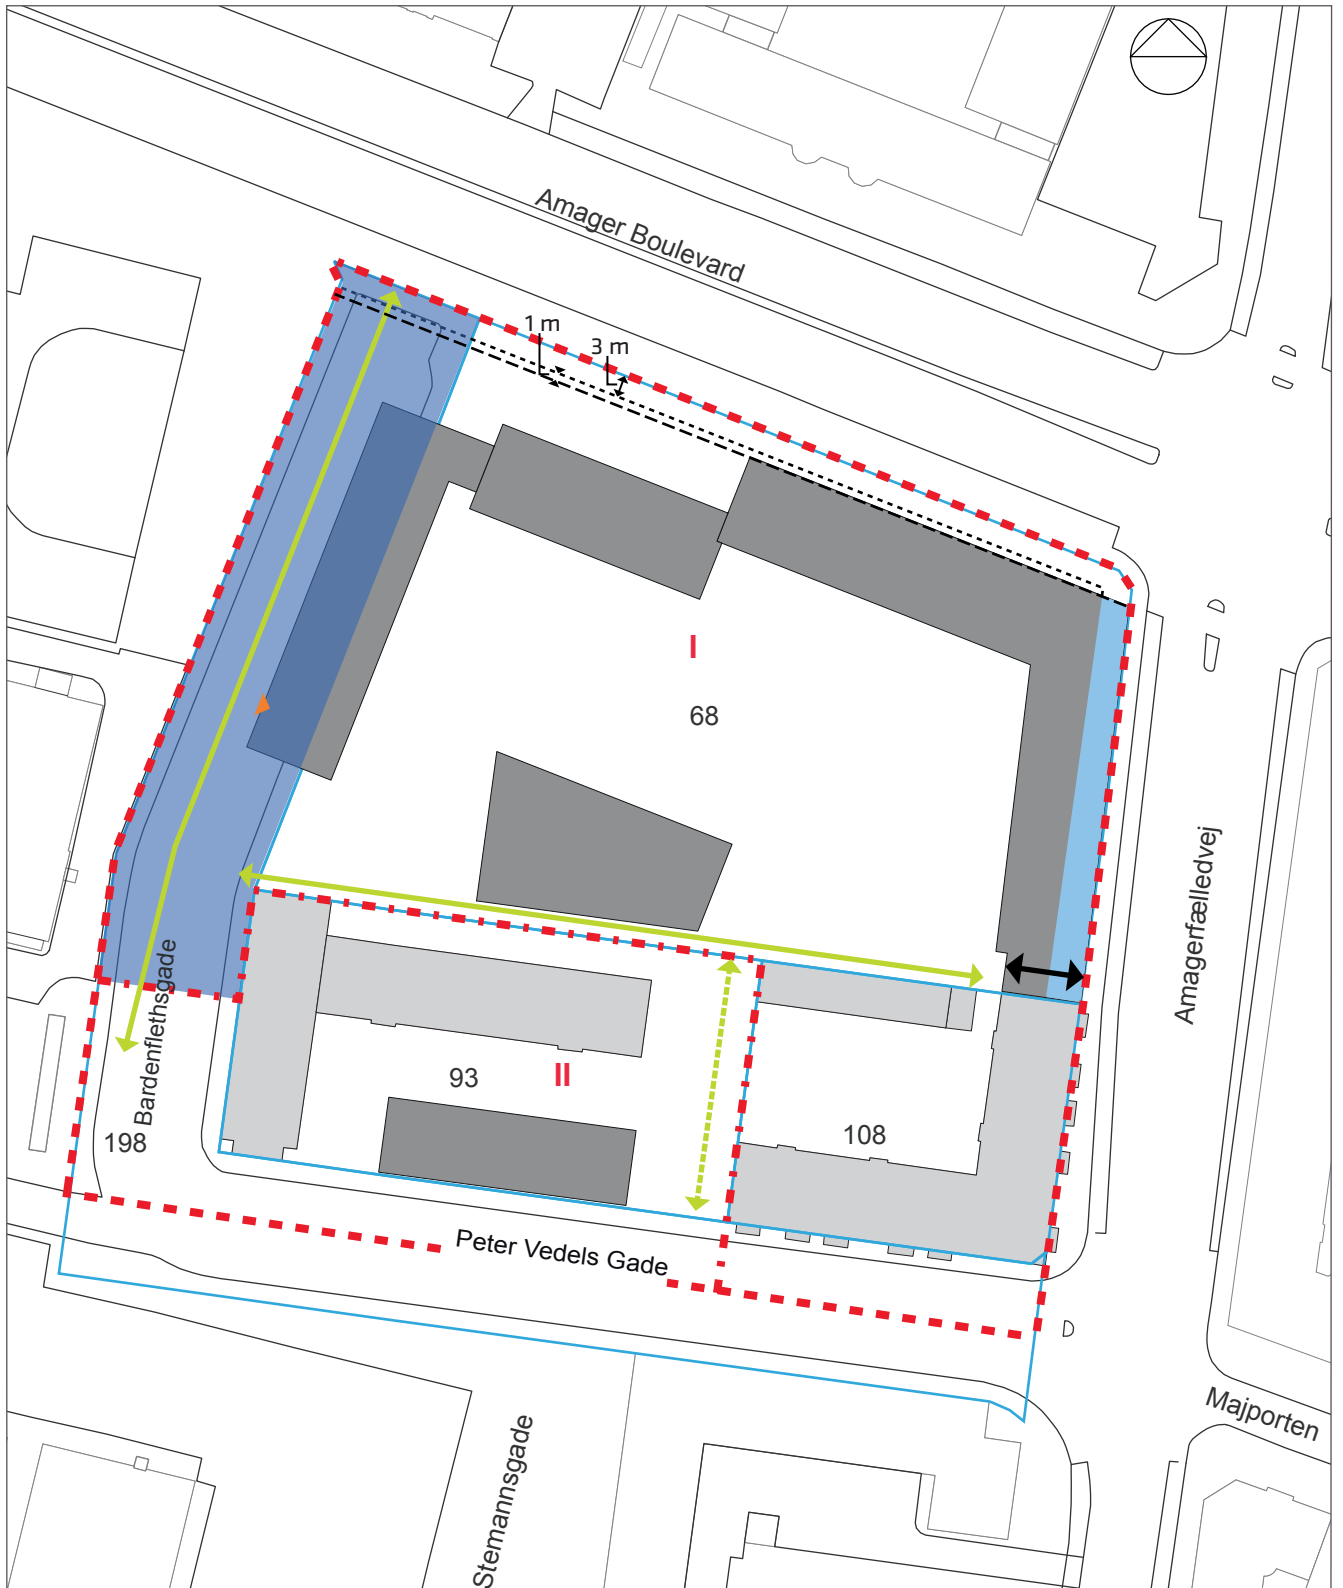 Amager Boulevard
1 m
3 m
I
68
Amagerfælledvej
Bardenflethsgade
93
II
108
198
Peter Vedels Gade
Majporten
Stemannsgade